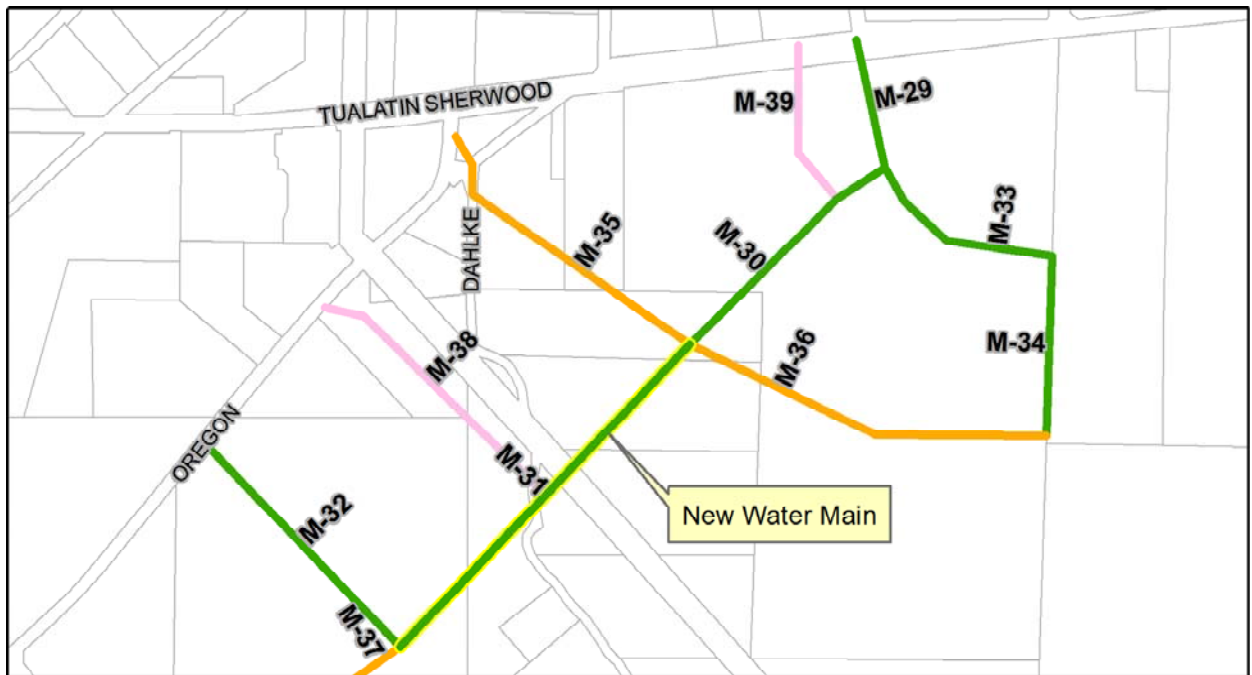 TUALATIN SHERWOOD
M-39
M-29
M-33
DAHLKE
M-35
M-30
M-38
M-36
M-34
OREGON
M-31
M-32
New Water Main
M-37